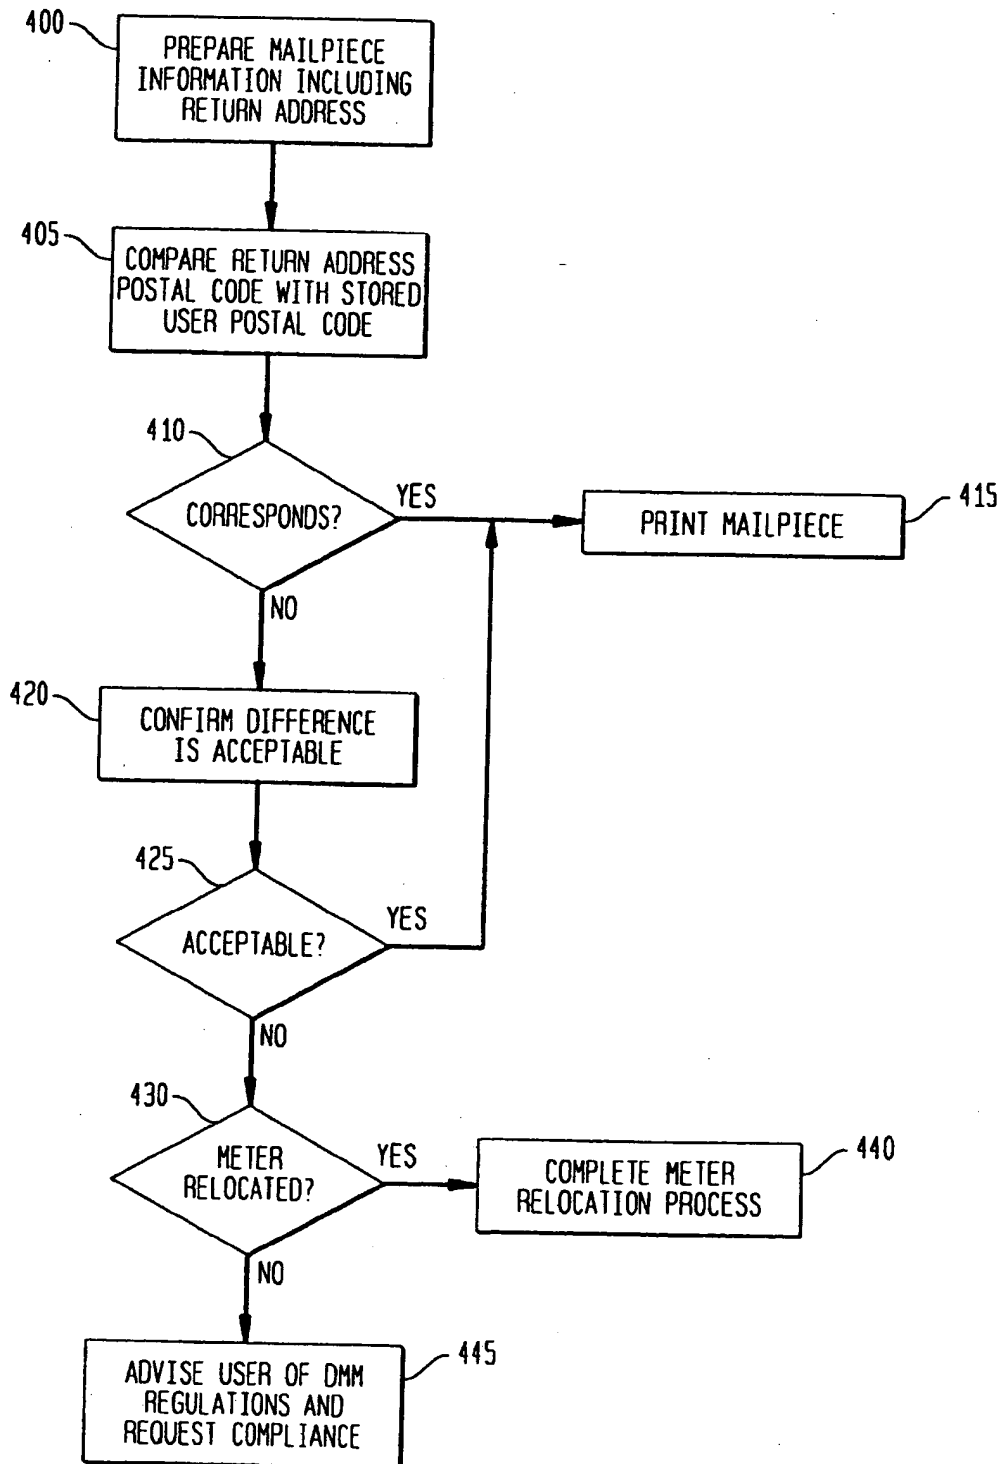 400
PREPARE MAILPIECE
INFORMATION INCLUDING
RETURN ADDRESS
405
COMPARE RETURN ADDRESS
POSTAL CODE WITH STORED
USER POSTAL CODE
410
CORRESPONDS?
YES
PRINT MAILPIECE
415
NO
420
CONFIRM DIFFERENCE
IS ACCEPTABLE
425
ACCEPTABLE?
YES
NO
430
METER
RELOCATED?
YES
COMPLETE METER
RELOCATION PROCESS
440
NO
ADVISE USER OF DMM
REGULATIONS AND
REQUEST COMPLIANCE
445